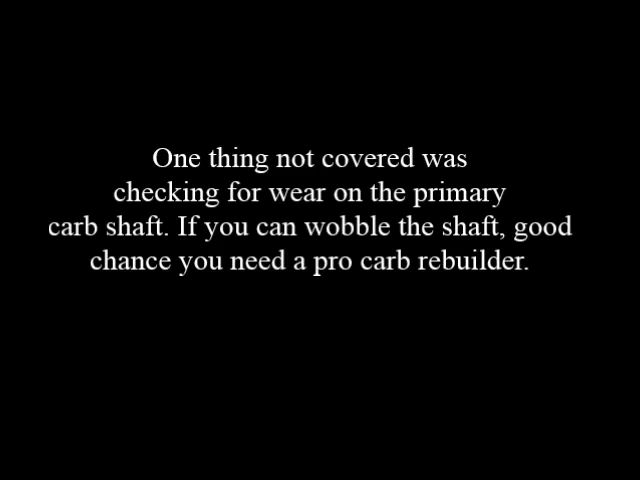 One thing not covered was
checking for wear on the primary
carb shaft. If you can wobble the shaft, good
chance you need a pro carb rebuilder.